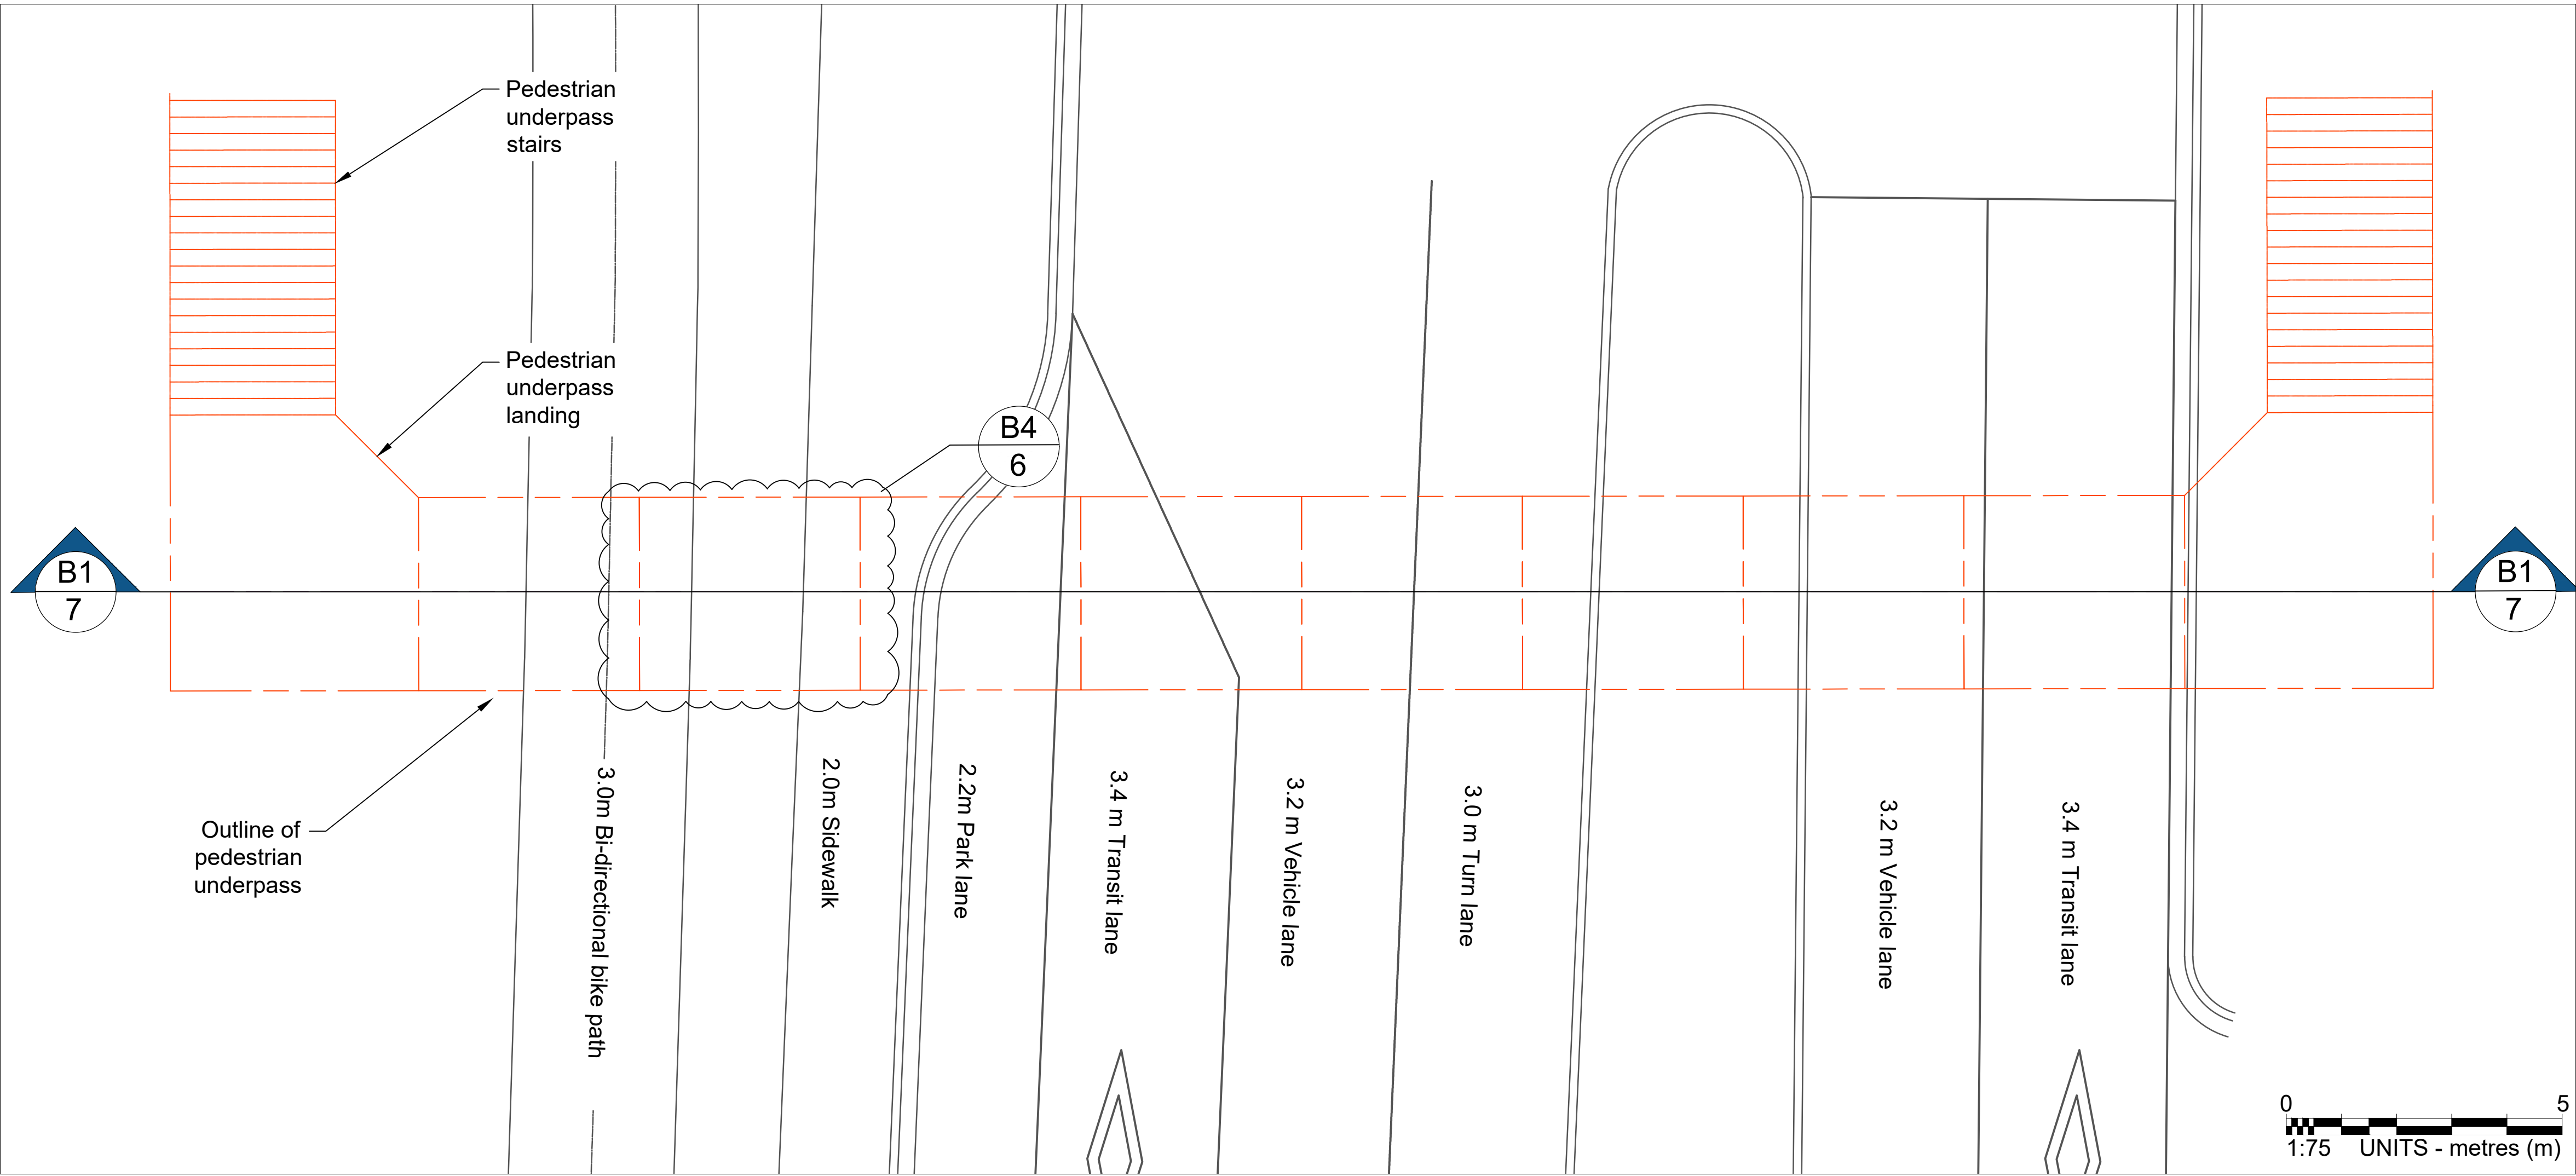 Pedestrian
underpass
stairs
Pedestrian
underpass
landing
B4
6
B1
7
B1
7
Outline of
pedestrian
underpass
3.0m Bi-directional bike path
2.0m Sidewalk
2.2m Park lane
3.4 m Transit lane
3.2 m Vehicle lane
3.0 m Turn lane
3.2 m Vehicle lane
3.4 m Transit lane
0 5
1:75 UNITS - metres (m)